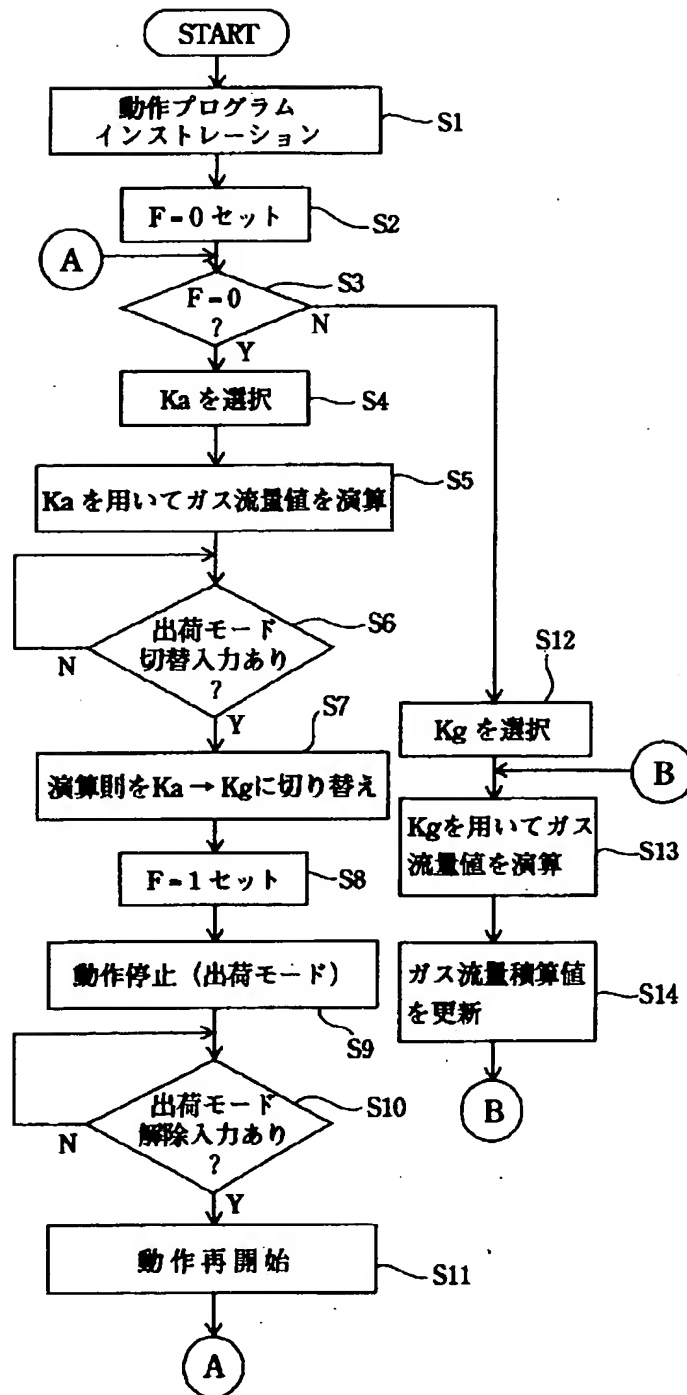 START
動作プログラム
インストレーション
S1
F=0 セット
S2
A
S3
F=0
?
N
Y
Ka を選択
S4
Ka を用いてガス流量値を演算
S5
出荷モード
切替入力あり
?
S6
N
Y
S7
演算則をKa → Kgに切り替え
F=1 セット
S8
動作停止（出荷モード）
S9
出荷モード
解除入力あり
?
S10
N
Y
動作再開始
S11
A
S12
Kg を選択
B
Kgを用いてガス
流量値を演算
S13
ガス流量積算値
を更新
S14
B